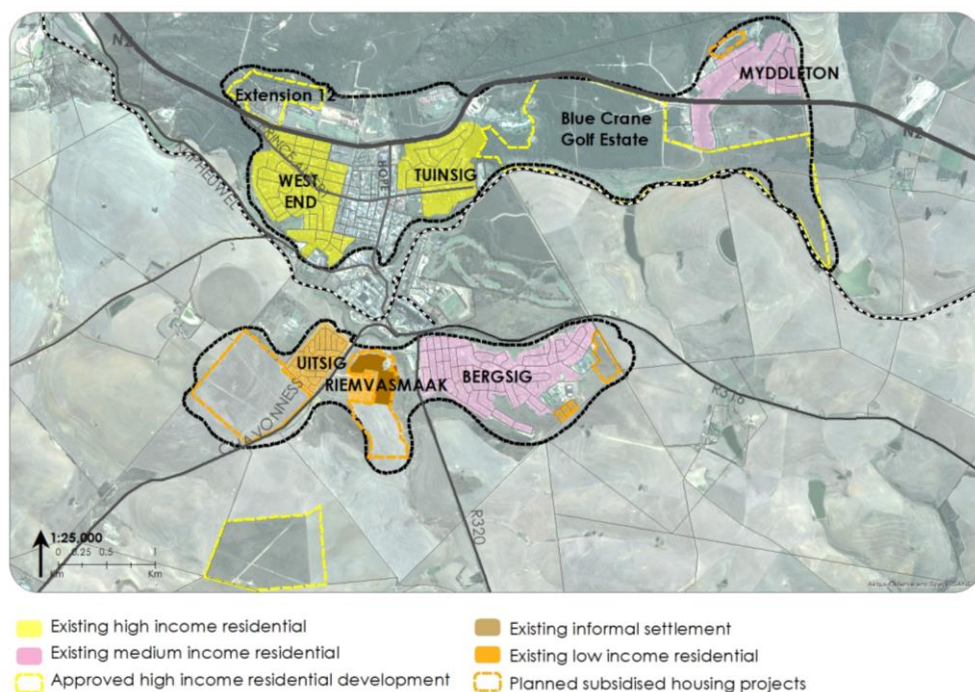 N2
Extension 12
MYDDLETON
Blue Crane
Golf Estate
N2
HOPE
WEST
END
TUINSIG
UITSIG
RIEMVASMAAK
BERGSIG
R316
R320
1:25,000
0 0.25 0.5 1
Km Km
Existing high income residential
Existing medium income residential
Approved high income residential development
Existing informal settlement
Existing low income residential
Planned subsidised housing projects